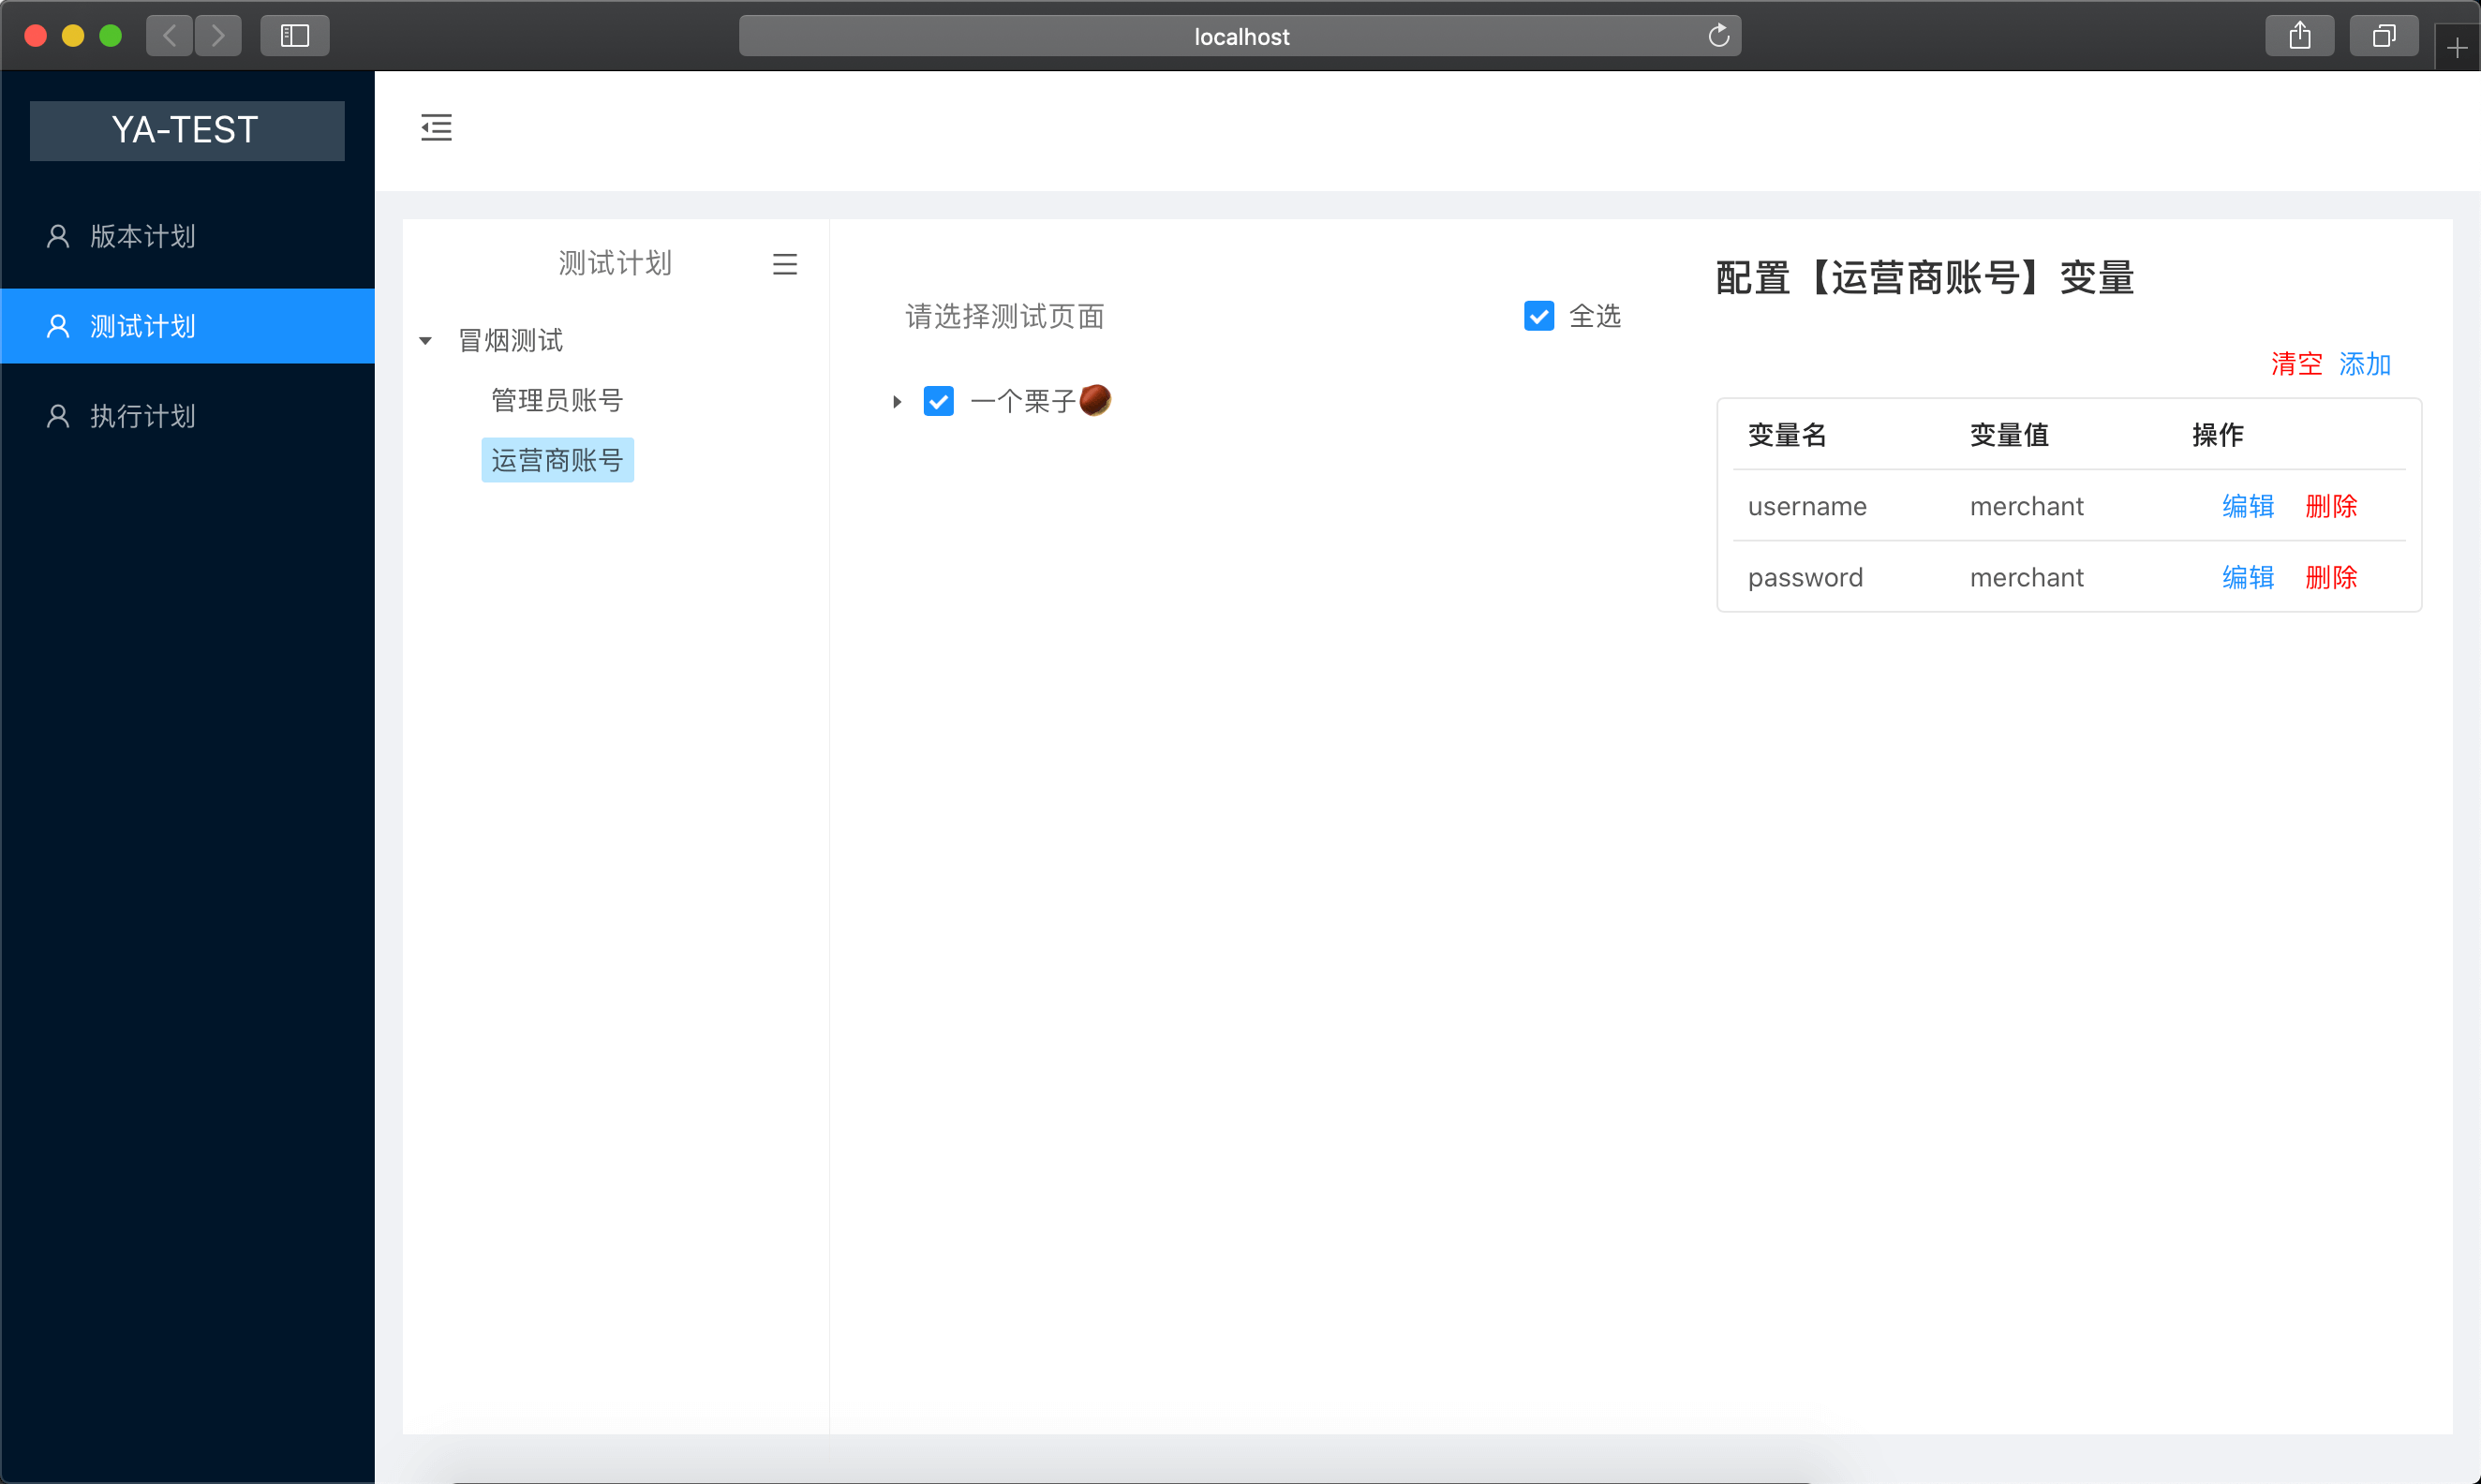 localhost
YA-TEST
版本计划
测试计划
执行计划
测试计划
冒烟测试
管理员账号
运营商账号
请选择测试页面
全选
一个栗子🌰
配置【运营商账号】变量
清空 添加
变量名 变量值 操作
username merchant 编辑 删除
password merchant 编辑 删除